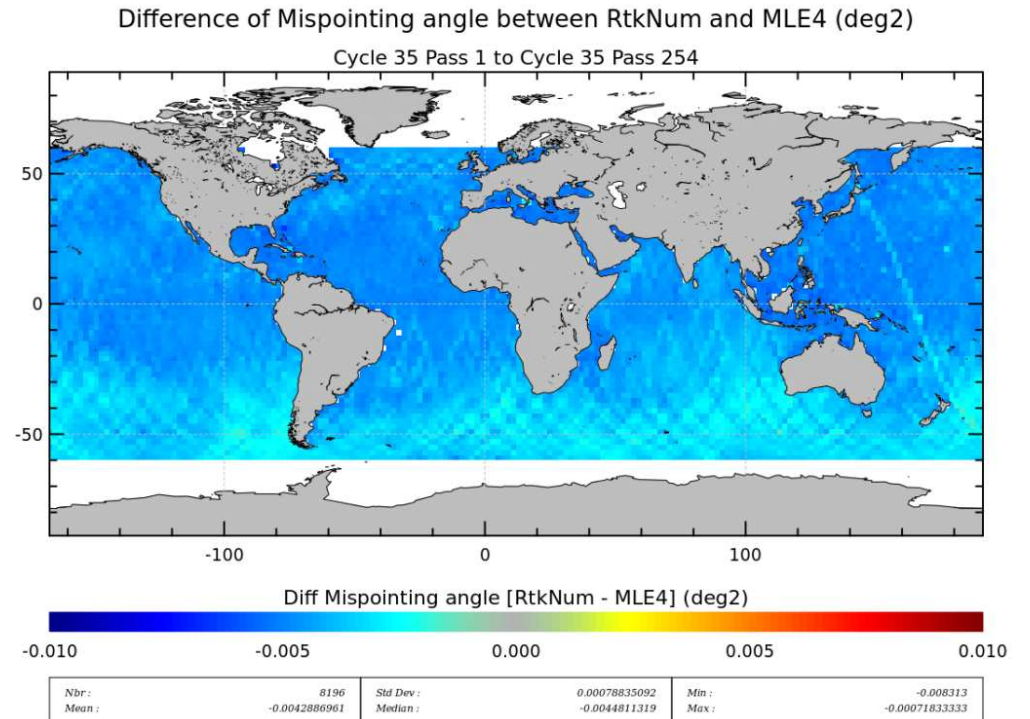 Difference of Mispointing angle between RtkNum and MLE4 (deg2)
Cycle 35 Pass 1 to Cycle 35 Pass 254
50
0
-50
-100 0 100
Diff Mispointing angle [RtkNum - MLE4] (deg2)
-0.010 -0.005 0.000 0.005 0.010
Nbr : 8196 Std Dev : 0.00078835092 Min : -0.008313
Mean : -0.0042886961 Median : -0.0044811319 Max : -0.00071833333